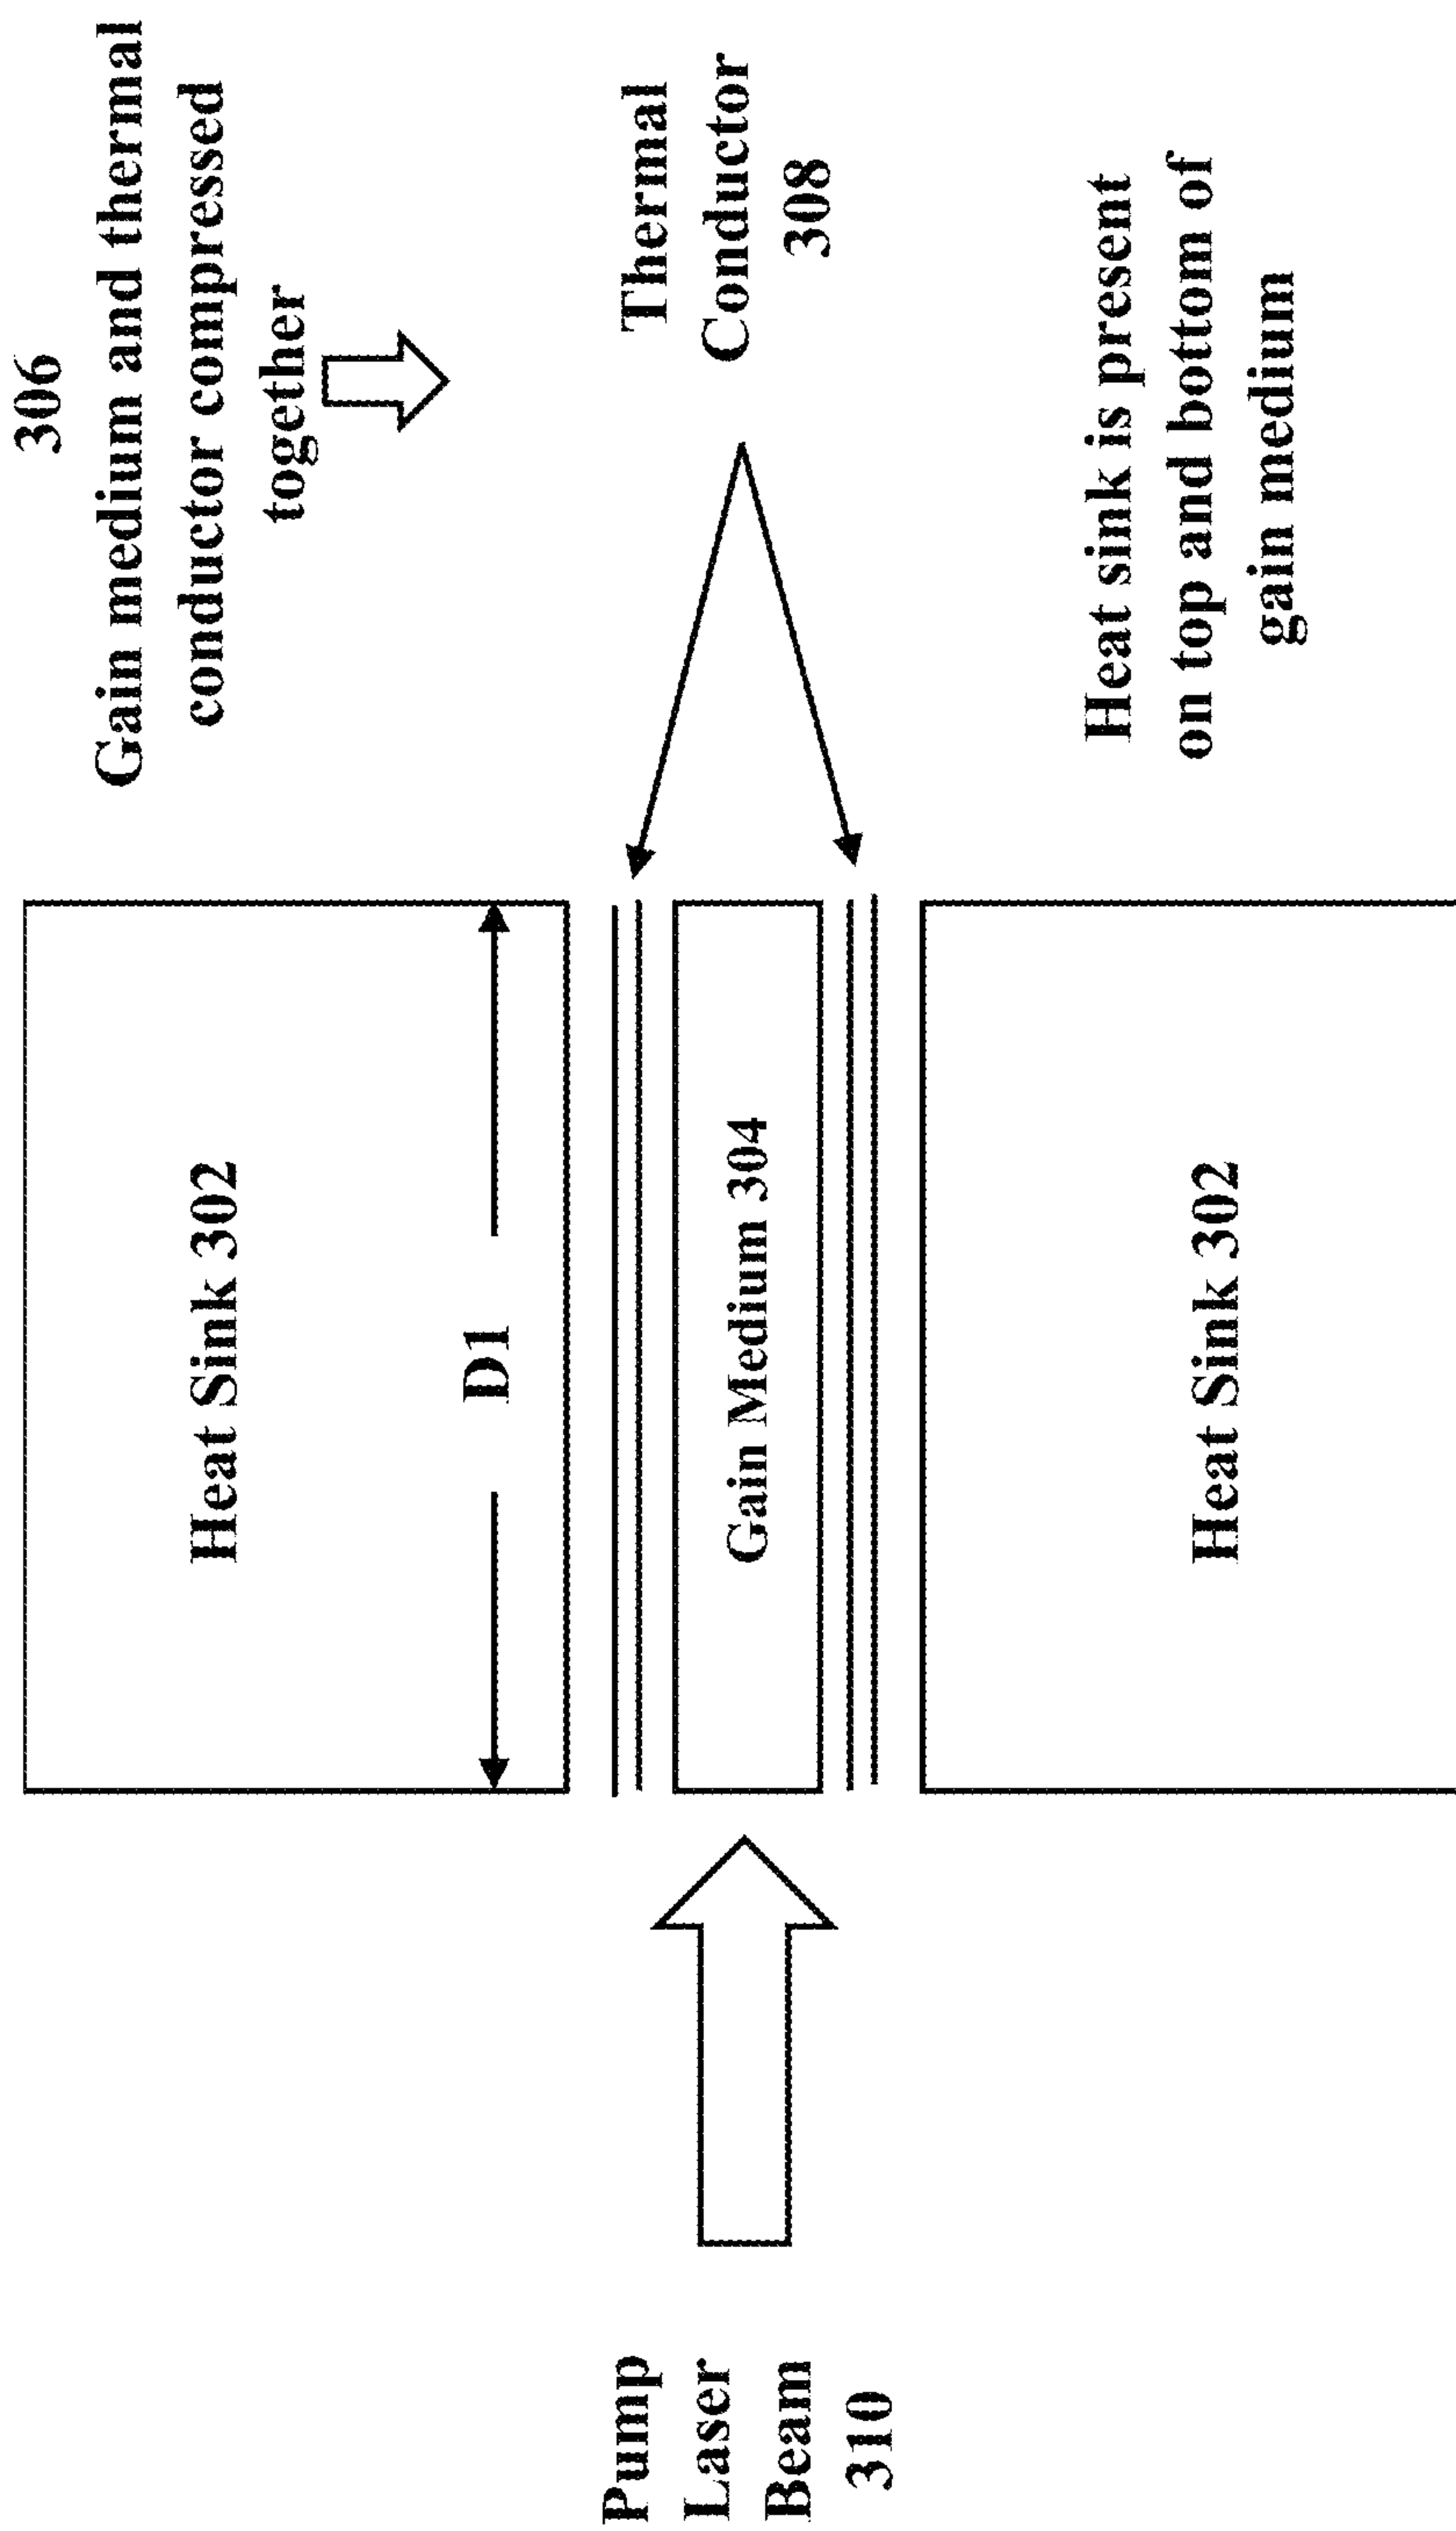 306
Gain medium and thermal
conductor compressed
together
Heat Sink 302
D1
Pump
Laser
Beam
310
Gain Medium 304
Thermal
Conductor
308
Heat Sink 302
Heat sink is present
on top and bottom of
gain medium